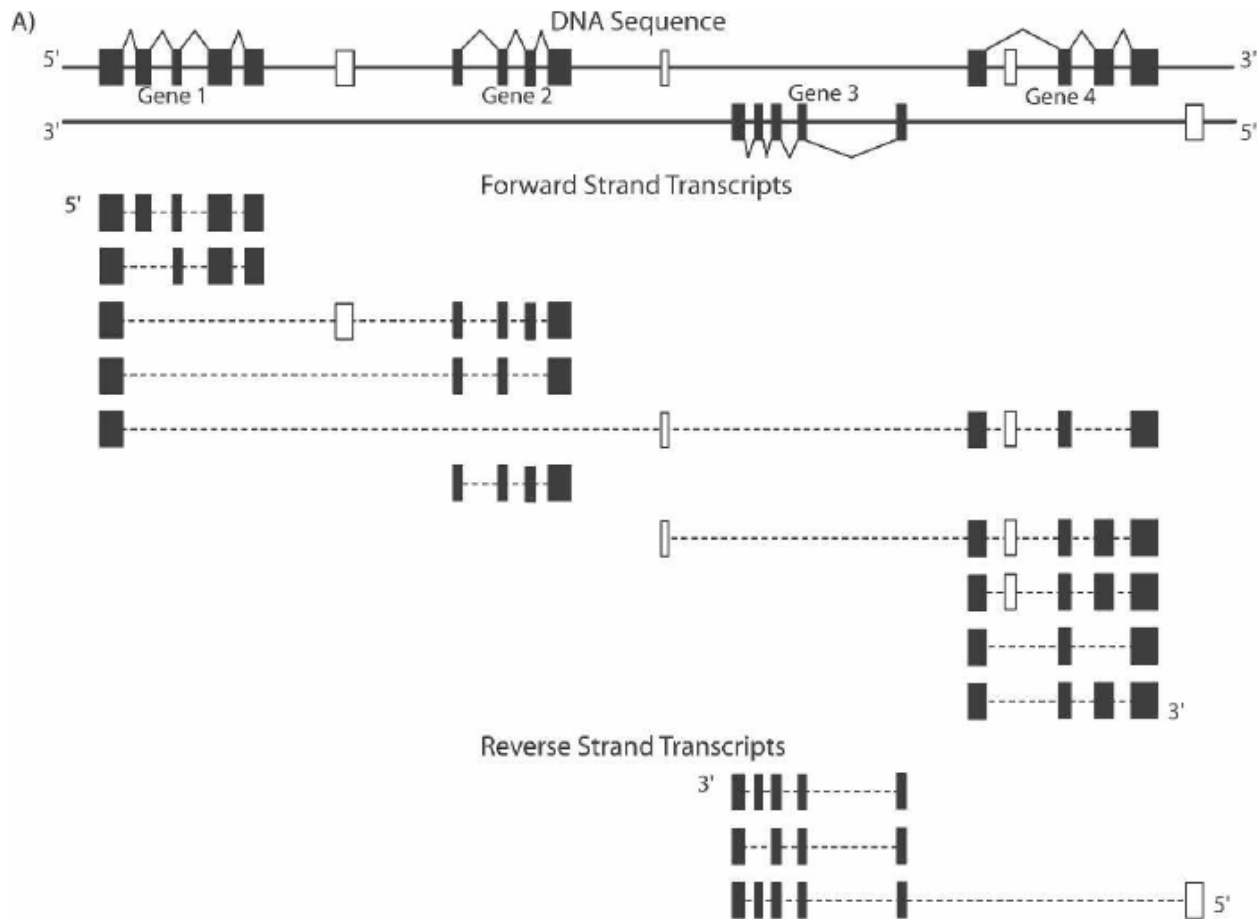 A)
DNA Sequence
5' 3'
Gene 1 Gene 2 Gene 3 Gene 4
3' 5'
Forward Strand Transcripts
5'
3'
Reverse Strand Transcripts
3'
5'